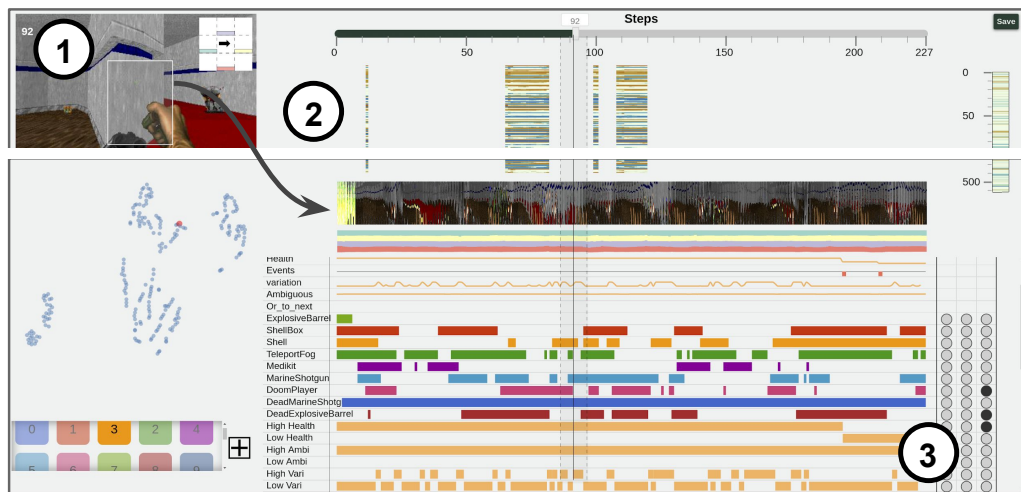 92
Steps
Save
92
1
0
50
100
150
200
227
2
0
50
500
Health
Events
variation
Ambiguous
Or_to_next
ExplosiveBarrel
ShellBox
Shell
TeleportFog
Medikit
MarineShotgun
DoomPlayer
DeadMarineShotg
DeadExplosiveBarrel
High Health
Low Health
High Ambi
Low Ambi
High Vari
Low Vari
3
0
1
3
2
4
5
6
7
8
9